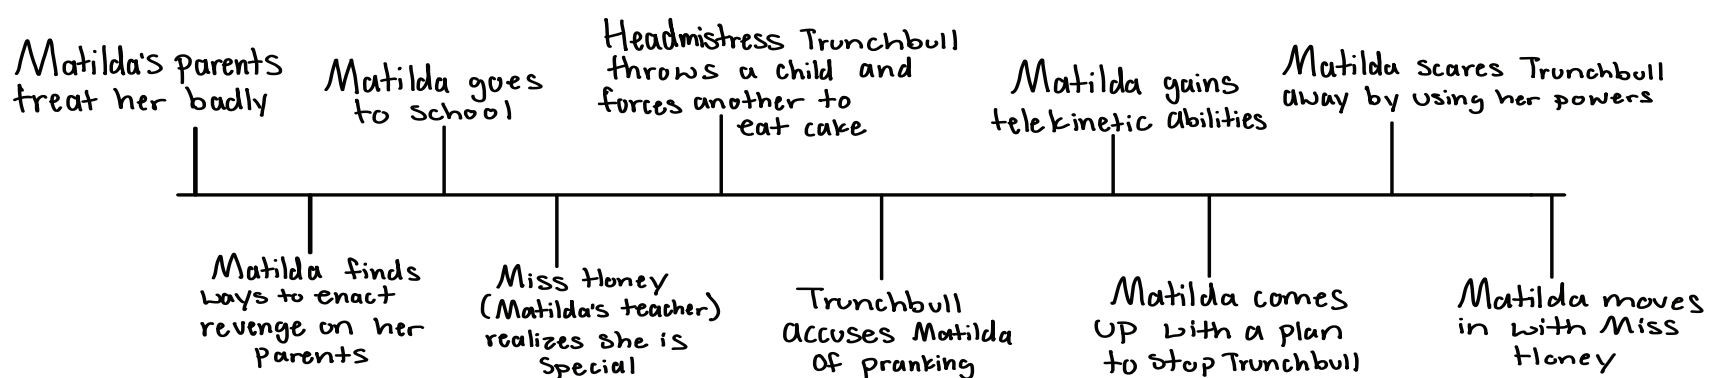 Matilda's parents
treat her badly
Matilda finds
ways to enact
revenge on her
parents
Matilda goes
to school
Miss Honey
(Matilda's teacher)
realizes she is
special
Headmistress Trunchbull
throws a child and
forces another to
eat cake
Trunchbull
accuses Matilda
of pranking
Matilda gains
telekinetic abilities
Matilda comes
up with a plan
to stop Trunchbull
Matilda scares Trunchbull
away by using her powers
Matilda moves
in with Miss
Honey